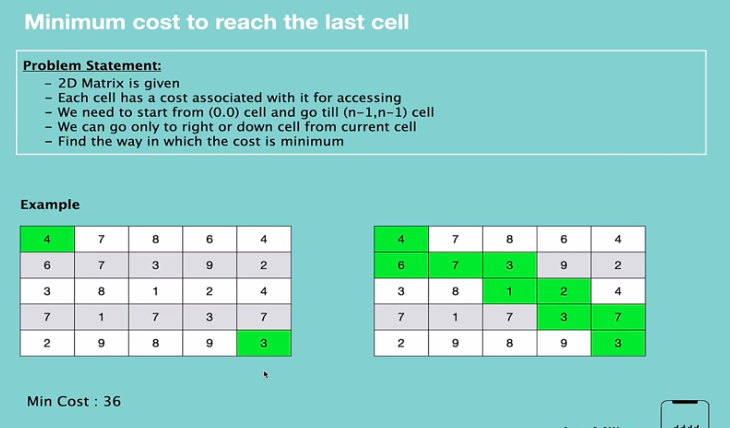 Minimum cost to reach the last cell
Problem Statement:
– 2D Matrix is given
– Each cell has a cost associated with it for accessing
– We need to start from (0.0) cell and go till (n-1,n-1) cell
– We can go only to right or down cell from current cell
– Find the way in which the cost is minimum
Example
4 7 8 6 4
6 7 3 9 2
3 8 1 2 4
7 1 7 3 7
2 9 8 9 3
4 7 8 6 4
6 7 3 9 2
3 8 1 2 4
7 1 7 3 7
2 9 8 9 3
Min Cost : 36